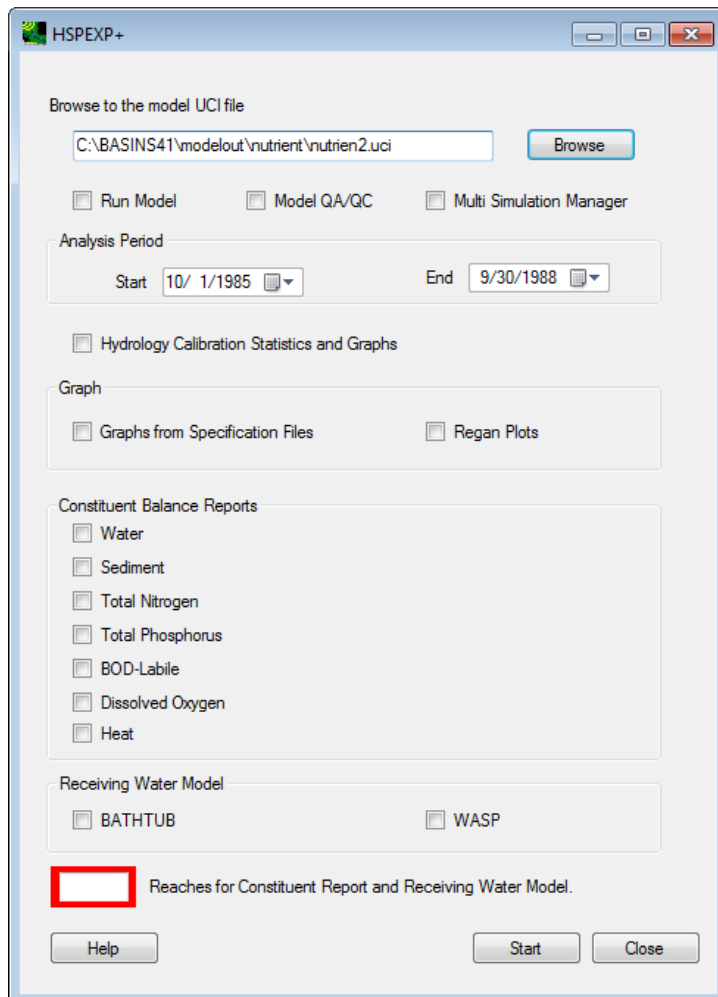 HSPEXP+
Browse to the model UCI file
C:\BASINS41\modelout\nutrient\nutrien2.uci Browse
Run Model Model QA/QC Multi Simulation Manager
Analysis Period
Start 10/ 1/1985 End 9/30/1988
Hydrology Calibration Statistics and Graphs
Graph
Graphs from Specification Files Regan Plots
Constituent Balance Reports
Water
Sediment
Total Nitrogen
Total Phosphorus
BOD-Labile
Dissolved Oxygen
Heat
Receiving Water Model
BATHTUB WASP
Reaches for Constituent Report and Receiving Water Model.
Help Start Close